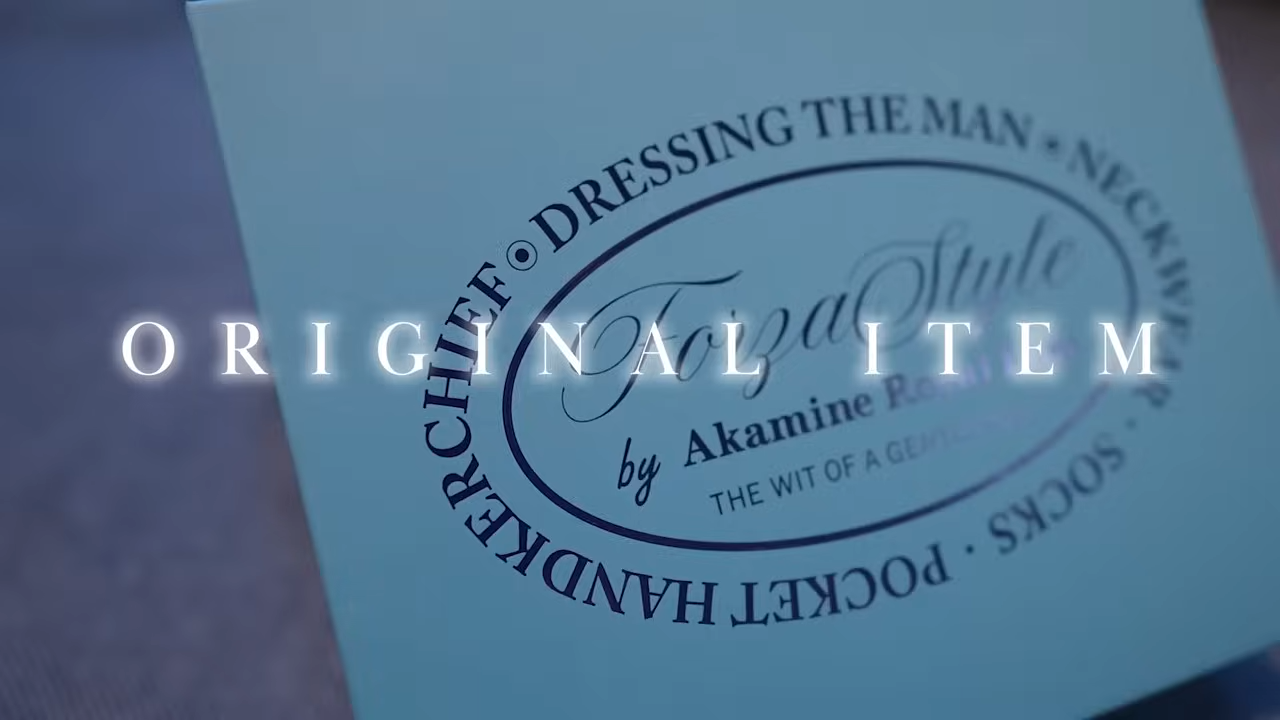 DRESSING THE MAN
NECKWEAR · SOCKS · POCKET HANDKERCHIEF
ForzaStyle
ORIGINAL ITEM
by Akamine
THE WIT OF A